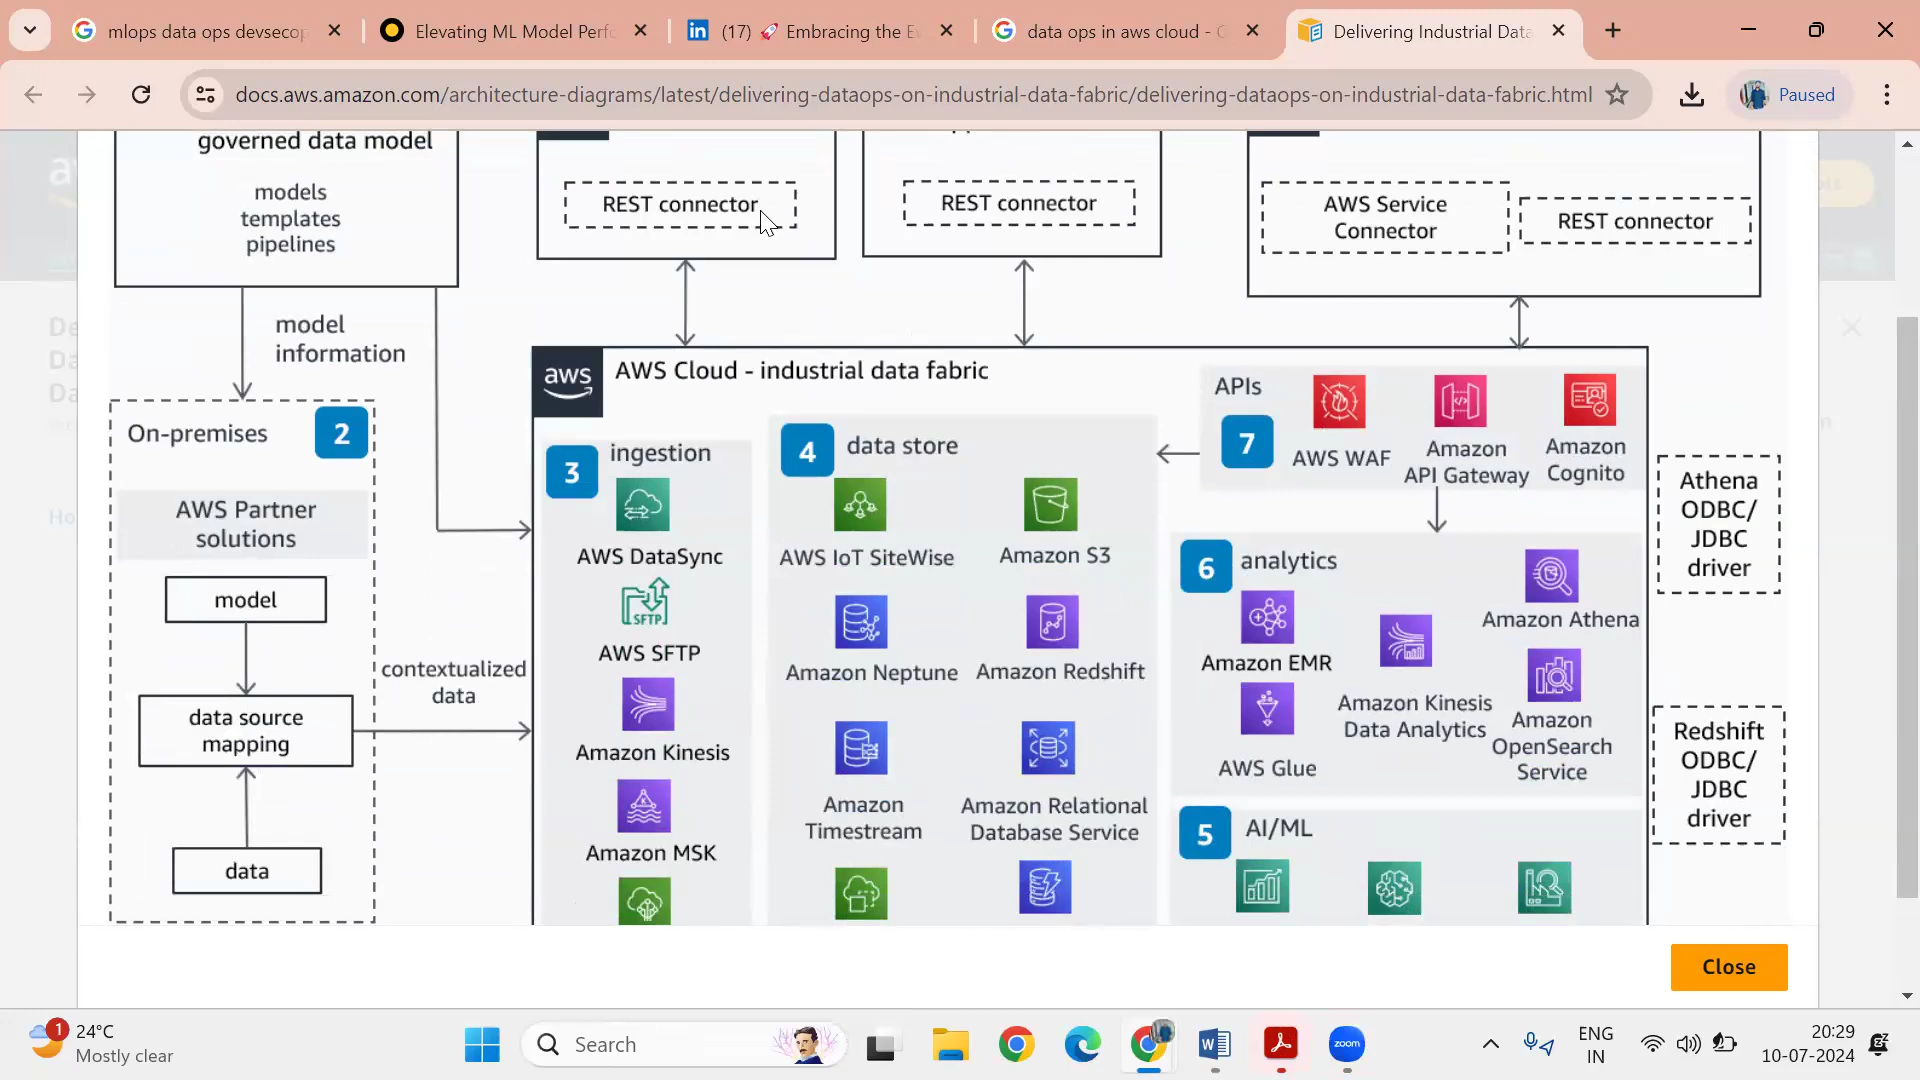 mlops data ops devsecop
Elevating ML Model Perfo
(17) 🚀 Embracing the E
data ops in aws cloud - G
Delivering Industrial Data
docs.aws.amazon.com/architecture-diagrams/latest/delivering-dataops-on-industrial-data-fabric/delivering-dataops-on-industrial-data-fabric.html
Paused
governed data model
models
templates
pipelines
REST connector
REST connector
AWS Service
Connector
REST connector
model
information
aws
AWS Cloud - industrial data fabric
On-premises
2
AWS Partner
solutions
model
data source
mapping
data
contextualized
data
3
ingestion
AWS DataSync
SFTP
AWS SFTP
Amazon Kinesis
Amazon MSK
4
data store
AWS IoT SiteWise
Amazon S3
Amazon Neptune
Amazon Redshift
Amazon
Timestream
Amazon Relational
Database Service
APIs
7
AWS WAF
Amazon
API Gateway
Amazon
Cognito
6
analytics
Amazon EMR
AWS Glue
Amazon Kinesis
Data Analytics
Amazon Athena
Amazon
OpenSearch
Service
5
AI/ML
Athena
ODBC/
JDBC
driver
Redshift
ODBC/
JDBC
driver
Close
1
24°C
Mostly clear
Search
zoom
ENG
IN
20:29
10-07-2024